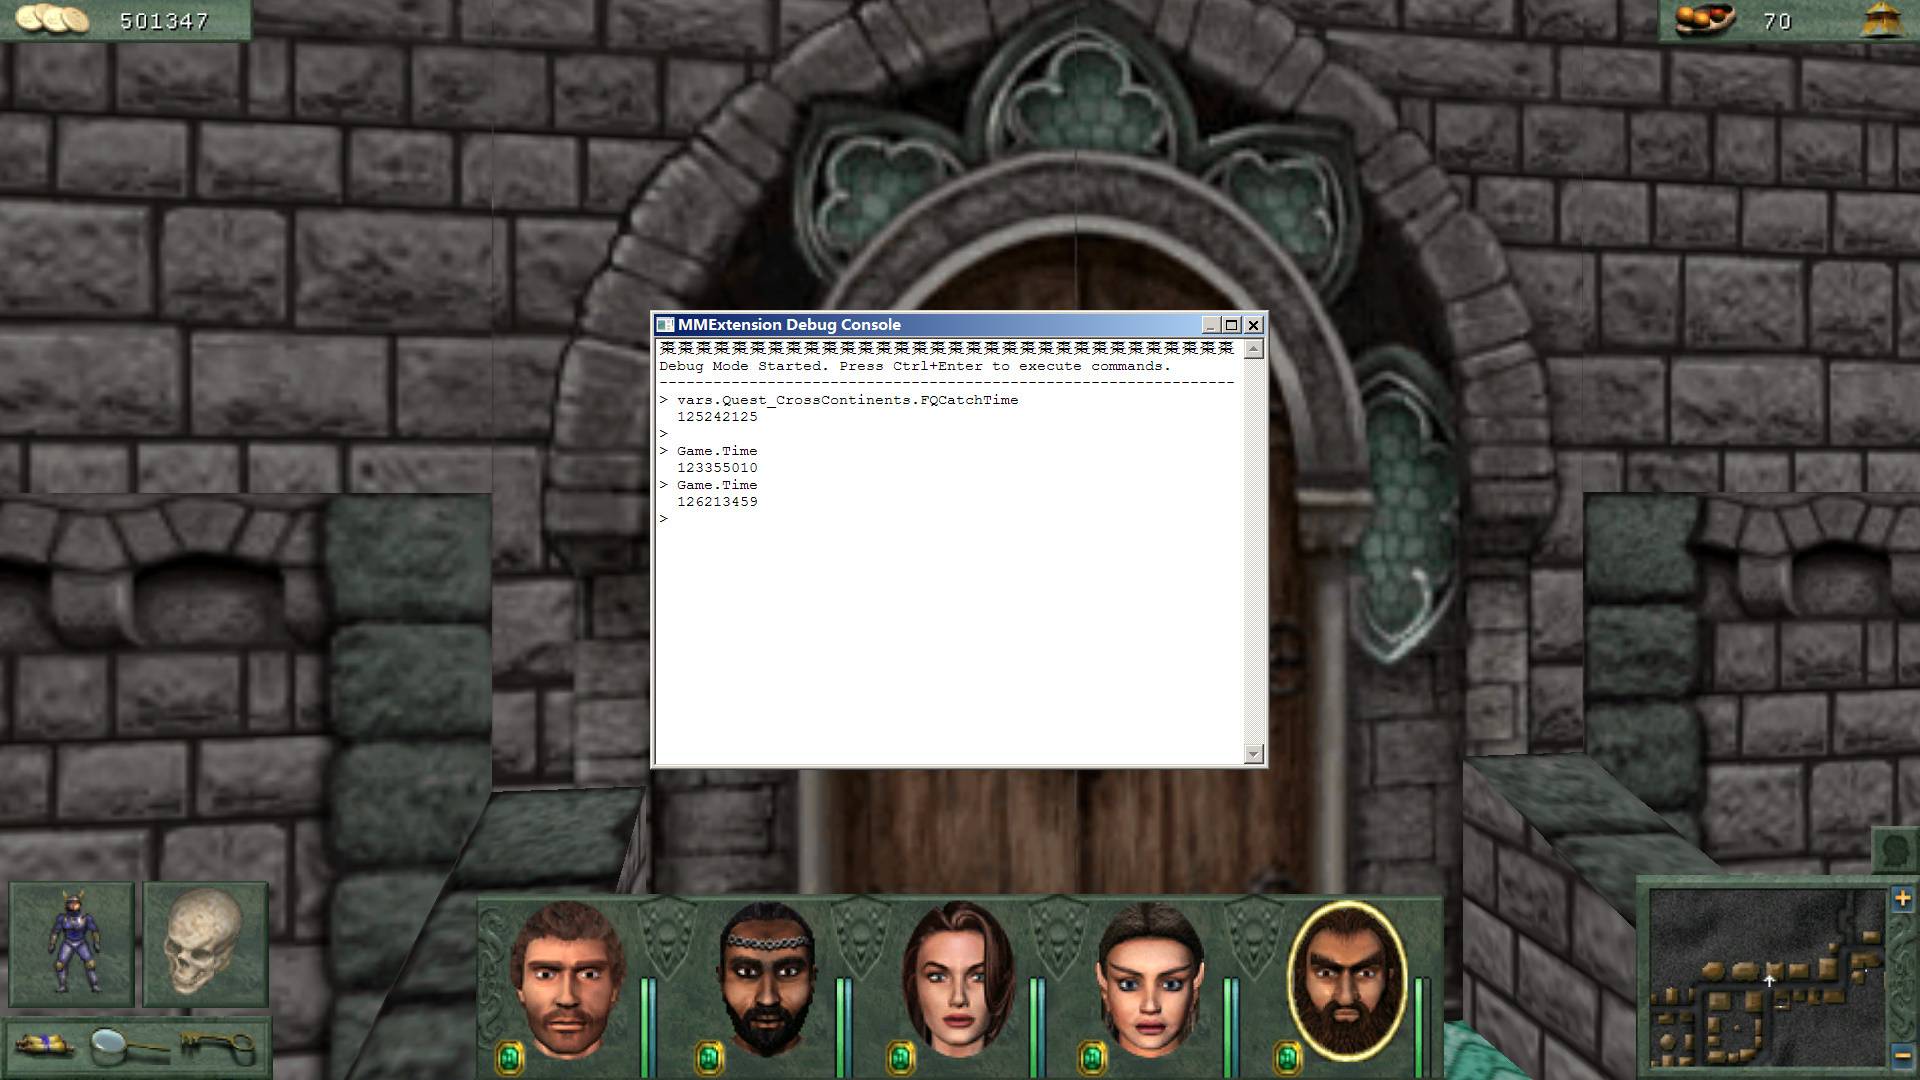 501347
70
MMExtension Debug Console
Debug Mode Started. Press Ctrl+Enter to execute commands.
----------------------------------------------------------------
> vars.Quest_CrossContinents.FQCatchTime
125242125
>
> Game.Time
123355010
> Game.Time
126213459
>